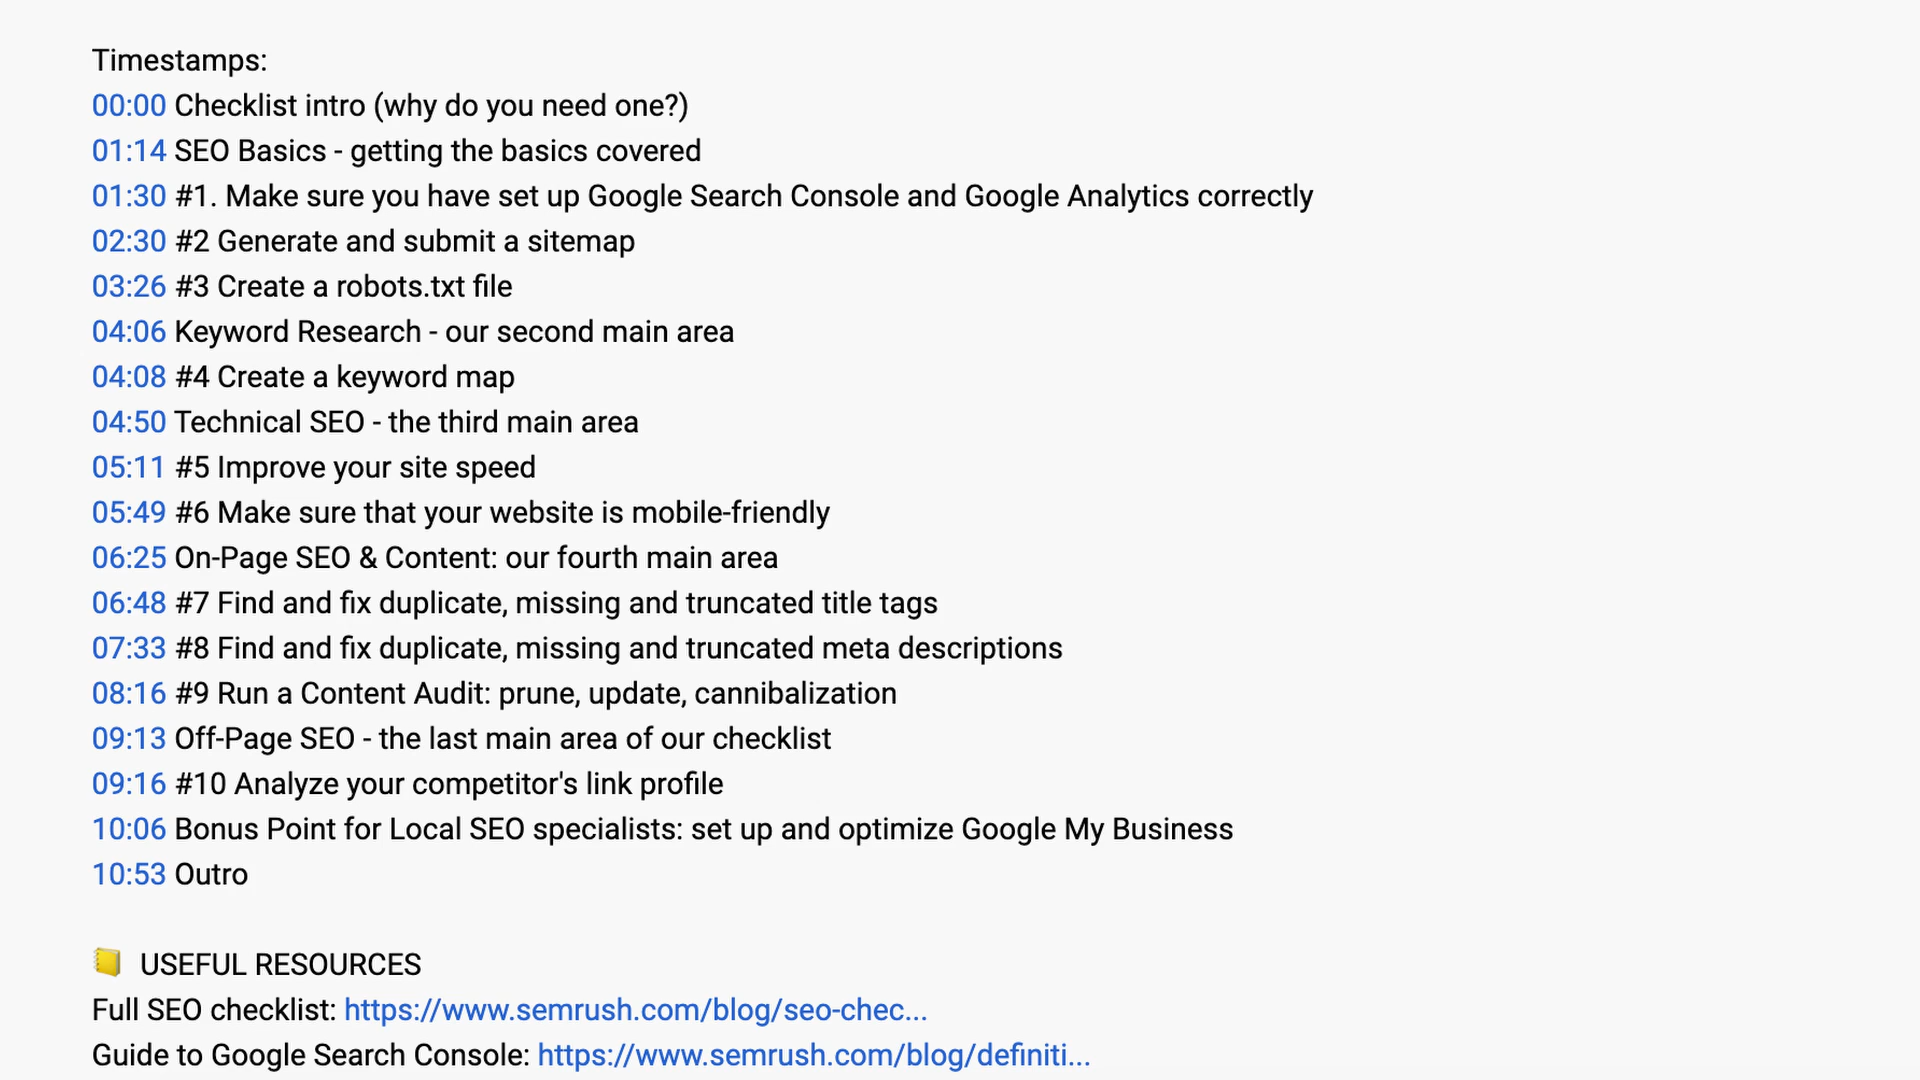 Timestamps:
00:00 Checklist intro (why do you need one?)
01:14 SEO Basics - getting the basics covered
01:30 #1. Make sure you have set up Google Search Console and Google Analytics correctly
02:30 #2 Generate and submit a sitemap
03:26 #3 Create a robots.txt file
04:06 Keyword Research - our second main area
04:08 #4 Create a keyword map
04:50 Technical SEO - the third main area
05:11 #5 Improve your site speed
05:49 #6 Make sure that your website is mobile-friendly
06:25 On-Page SEO & Content: our fourth main area
06:48 #7 Find and fix duplicate, missing and truncated title tags
07:33 #8 Find and fix duplicate, missing and truncated meta descriptions
08:16 #9 Run a Content Audit: prune, update, cannibalization
09:13 Off-Page SEO - the last main area of our checklist
09:16 #10 Analyze your competitor's link profile
10:06 Bonus Point for Local SEO specialists: set up and optimize Google My Business
10:53 Outro
📒 USEFUL RESOURCES
Full SEO checklist: https://www.semrush.com/blog/seo-chec...
Guide to Google Search Console: https://www.semrush.com/blog/definiti...